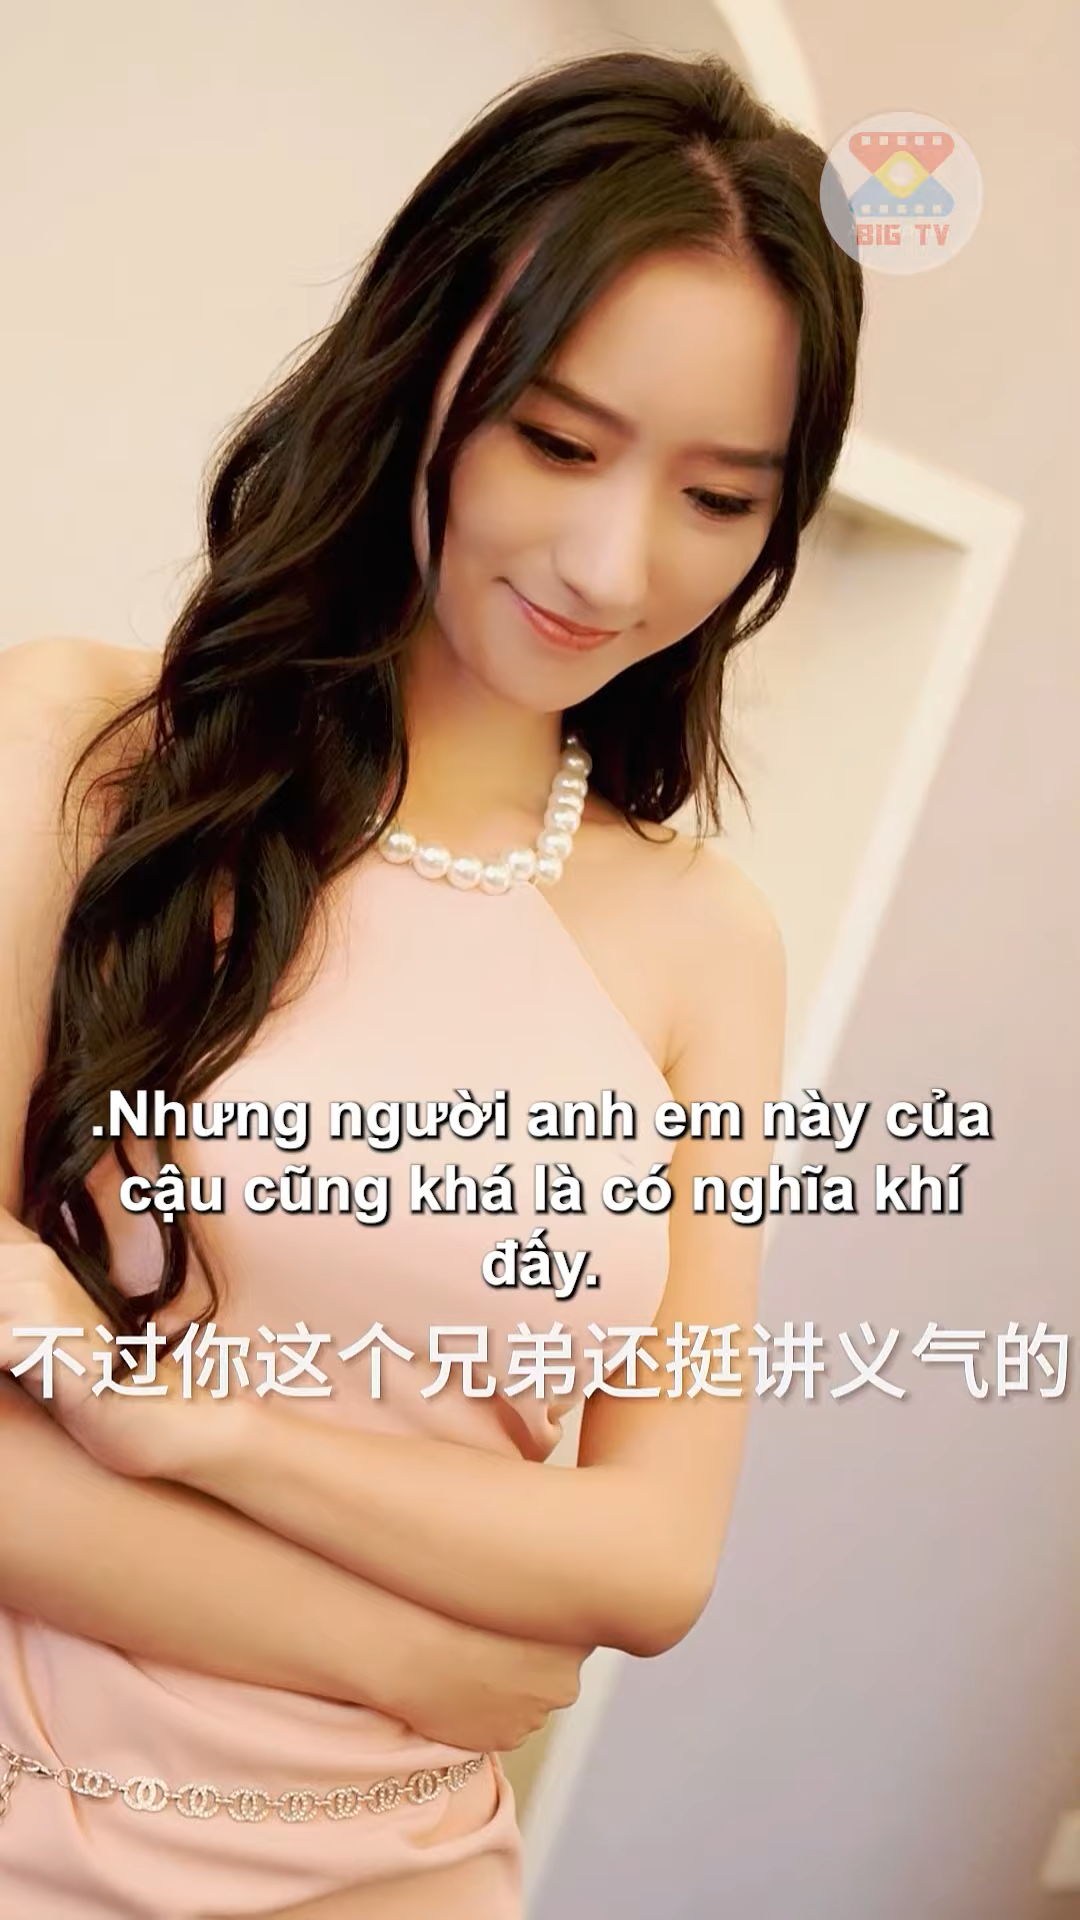 BIG TV
.Nhưng người anh em này của
cậu cũng khá là có nghĩa khí
đấy.
不过你这个兄弟还挺讲义气的